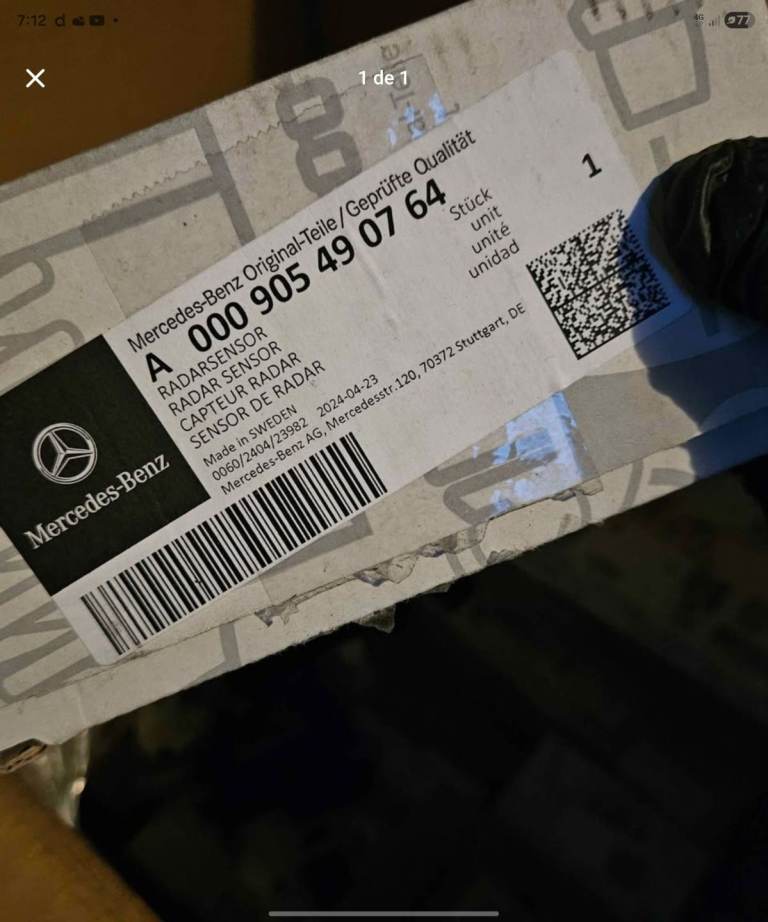 7:12
4G
77
1 de 1
Mercedes-Benz Original-Teile/Geprüfte Qualität
A 000 905 49 07 64
Stück
unit
unité
unidad
1
RADARSENSOR
RADAR SENSOR
CAPTEUR RADAR
SENSOR DE RADAR
Made in SWEDEN
0060/2404/23982 2024-04-23
Mercedes-Benz AG, Mercedesstr.120, 70372 Stuttgart, DE
Mercedes-Benz